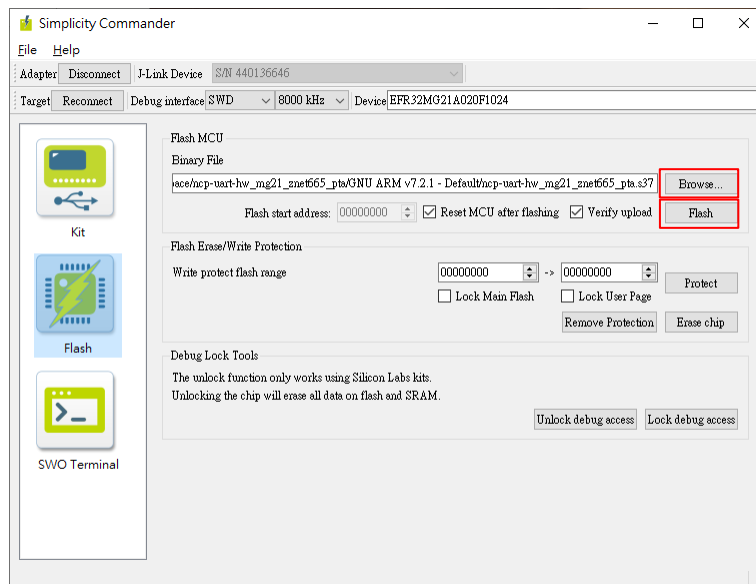 Simplicity Commander
File Help
Adapter Disconnect J-Link Device S/N 440136646
Target Reconnect Debug interface SWD 8000 kHz Device EFR32MG21A020F1024
Kit
Flash
SWO Terminal
Flash MCU
Binary File
pace/ncp-uart-hw_mg21_znet665_pta/GNU ARM v7.2.1 - Default/ncp-uart-hw_mg21_znet665_pta.s37 Browse...
Flash start address: 00000000 Reset MCU after flashing Verify upload Flash
Flash Erase/Write Protection
Write protect flash range 00000000 -> 00000000 Protect
Lock Main Flash Lock User Page
Remove Protection Erase chip
Debug Lock Tools
The unlock function only works using Silicon Labs kits.
Unlocking the chip will erase all data on flash and SRAM.
Unlock debug access Lock debug access